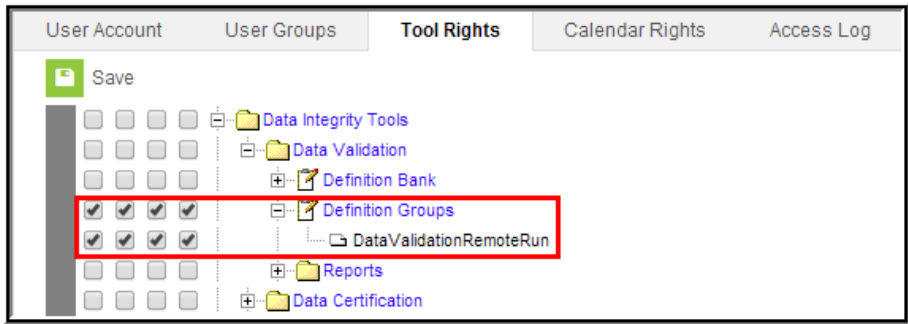 User Account User Groups Tool Rights Calendar Rights Access Log
Save
Data Integrity Tools
Data Validation
Definition Bank
Definition Groups
DataValidationRemoteRun
Reports
Data Certification